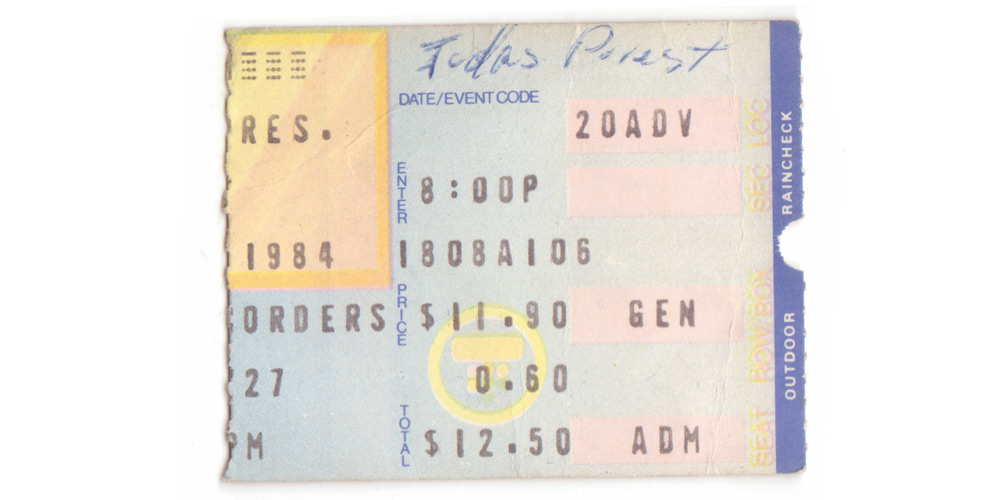 Judas Priest
DATE/EVENT CODE
RES.
20ADV
ENTER
8:00P
1984
1808A106
ORDERS
PRICE
$11.90
GEN
27
0.60
PM
TOTAL
$12.50
ADM
SEC LOC
ROW/BOX
SEAT
RAINCHECK
OUTDOOR